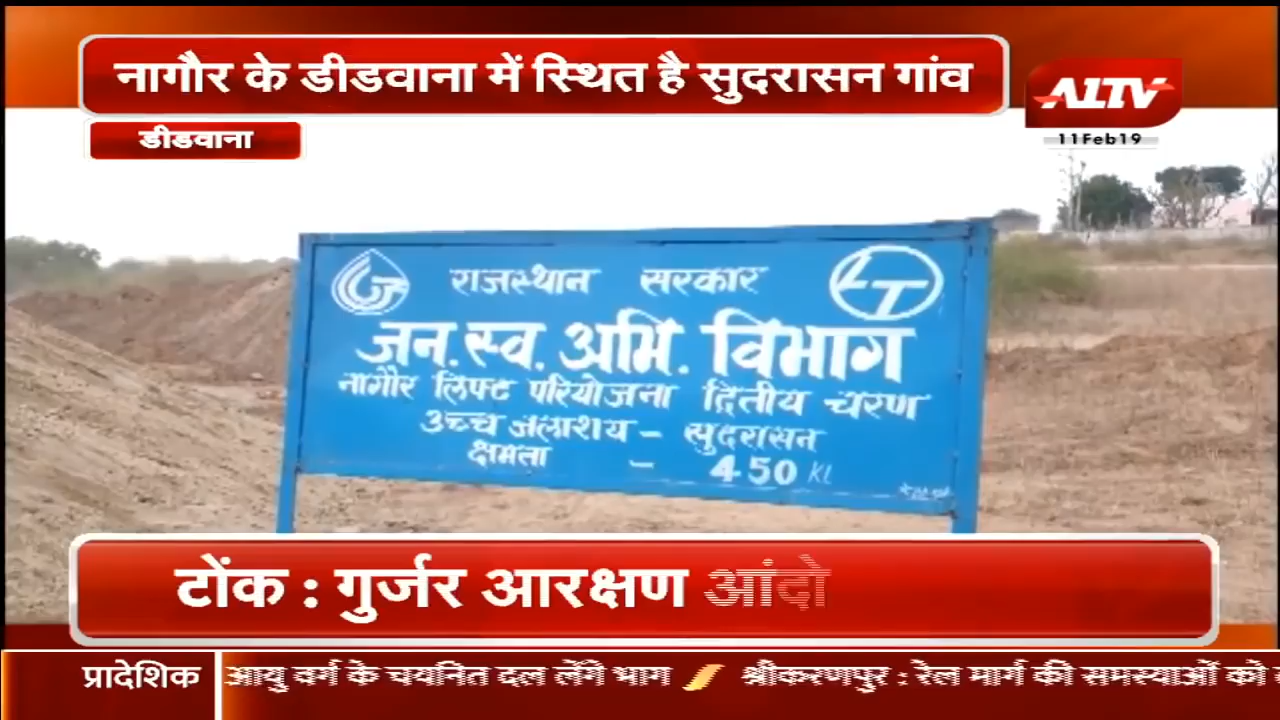 नागौर के डीडवाना में स्थित है सुदरासन गांव
ALTV
डीडवाना
11Feb19
राजस्थान सरकार
LT
जन.स्व.अभि.विभाग
नागौर लिफ्ट परियोजना द्वितीय चरण
उच्च जलाशय – सुदरासन
क्षमता – 450 KL
टोंक : गुर्जर आरक्षण आंदो
प्रादेशिक
आयु वर्ग के चयनित दल लेंगे भाग श्रीकरणपुर : रेल मार्ग की समस्याओं को